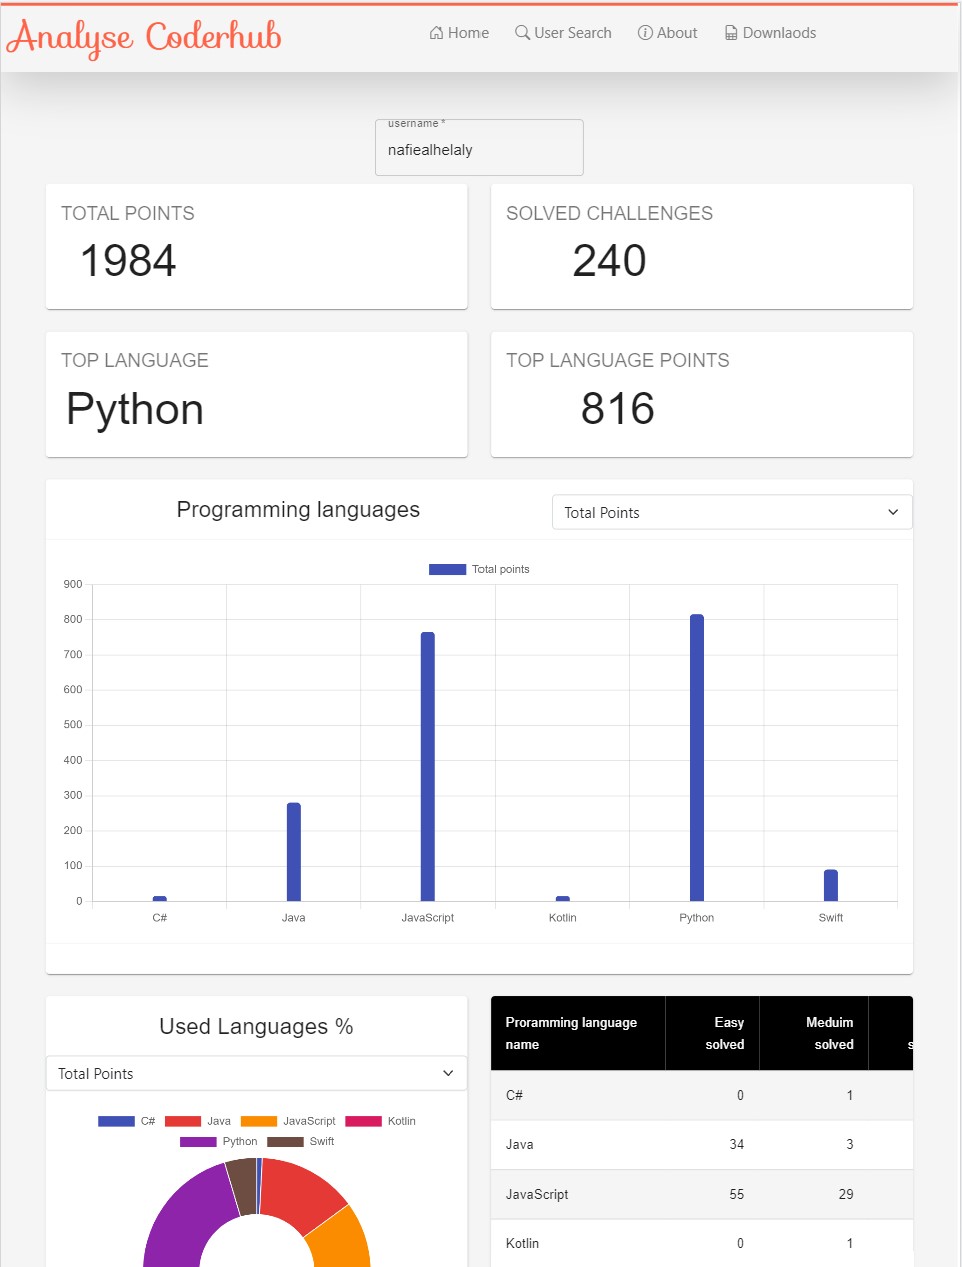 Analyse Coderhub
Home User Search About Downlaods
username *
nafiealhelaly
TOTAL POINTS
1984
SOLVED CHALLENGES
240
TOP LANGUAGE
Python
TOP LANGUAGE POINTS
816
Programming languages
Total Points
Total points
900
800
700
600
500
400
300
200
100
0
C# Java JavaScript Kotlin Python Swift
Used Languages %
Total Points
C# Java JavaScript Kotlin
Python Swift
Proramming language Easy Meduim
name solved solved s
C# 0 1
Java 34 3
JavaScript 55 29
Kotlin 0 1